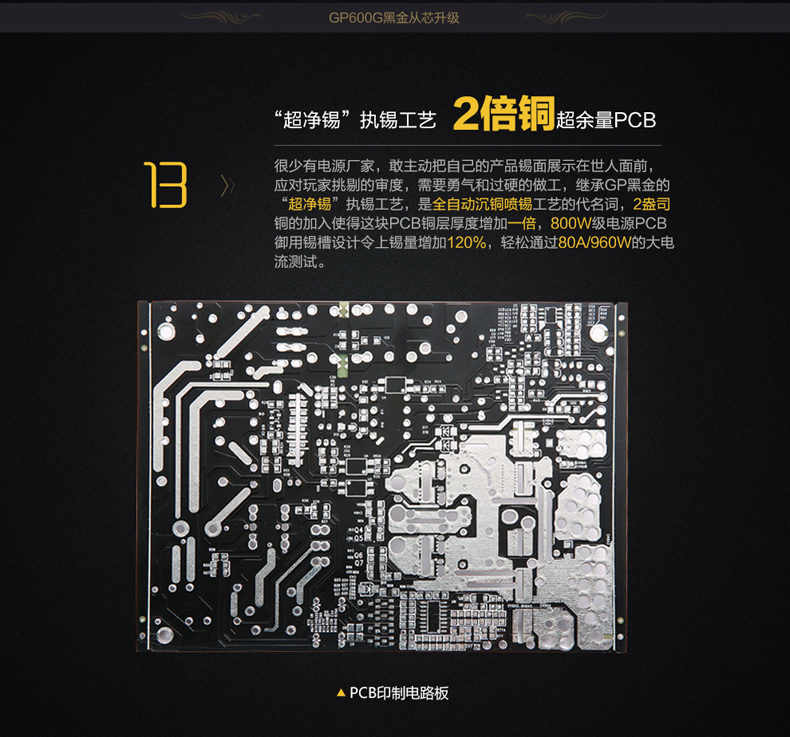 GP600G黑金从芯升级
“超净锡”执锡工艺 2倍铜超余量PCB
13
很少有电源厂家，敢主动把自己的产品锡面展示在世人面前，
应对玩家挑剔的审度，需要勇气和过硬的做工，继承GP黑金的
“超净锡”执锡工艺，是全自动沉铜喷锡工艺的代名词，2盎司
铜的加入使得这块PCB铜层厚度增加一倍，800W级电源PCB
御用锡槽设计令上锡量增加120%，轻松通过80A/960W的大电
流测试。
Q4
Q5
Q6
Q7
▲ PCB印制电路板